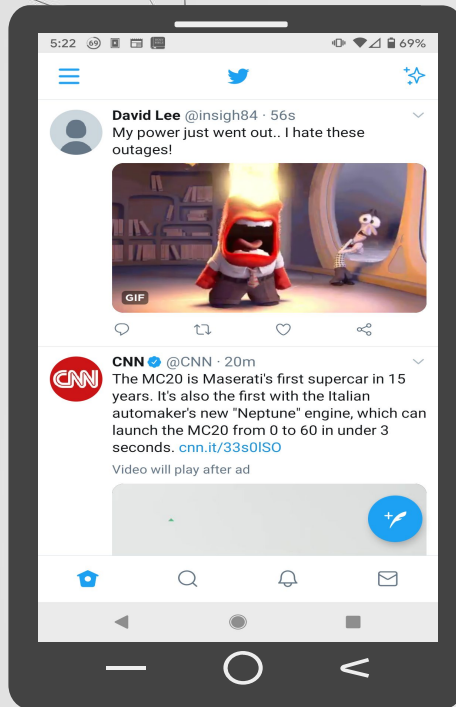 5:22 69 69%
David Lee @insigh84 · 56s
My power just went out.. I hate these
outages!
GIF
CNN @CNN · 20m
CNN
The MC20 is Maserati's first supercar in 15
years. It's also the first with the Italian
automaker's new "Neptune" engine, which can
launch the MC20 from 0 to 60 in under 3
seconds. cnn.it/33s0ISO
Video will play after ad